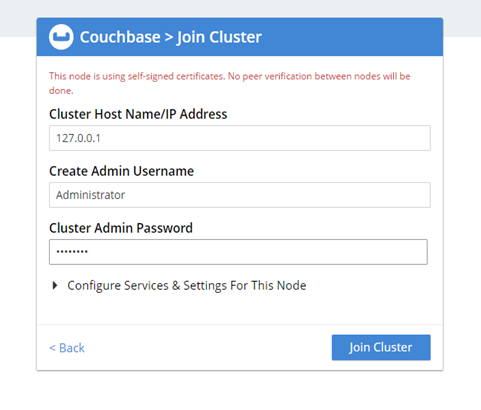 Couchbase > Join Cluster
This node is using self-signed certificates. No peer verification between nodes will be
done.
Cluster Host Name/IP Address
127.0.0.1
Create Admin Username
Administrator
Cluster Admin Password
••••••••
Configure Services & Settings For This Node
< Back
Join Cluster